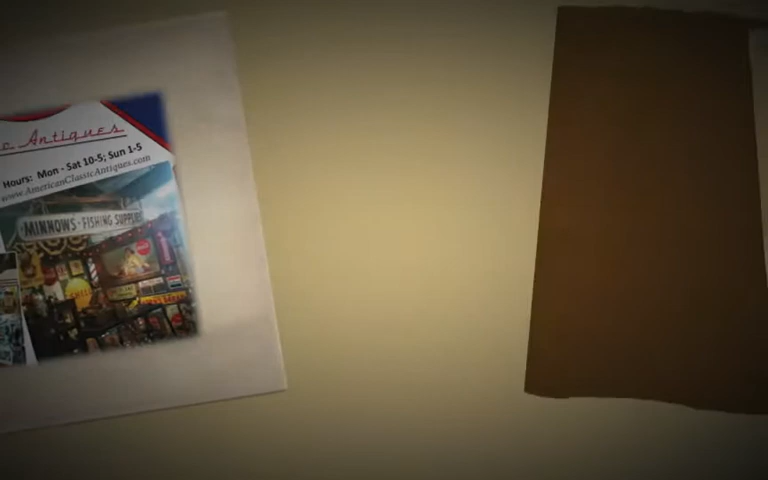 c Antiques
Hours: Mon - Sat 10-5; Sun 1-5
www.AmericanClassicAntiques.com
MINNOWS · FISHING SUPPLIES